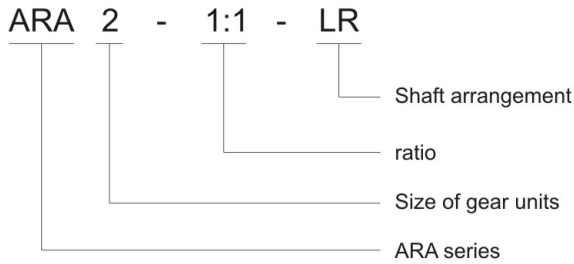 ARA 2 - 1:1 - LR
Shaft arrangement
ratio
Size of gear units
ARA series